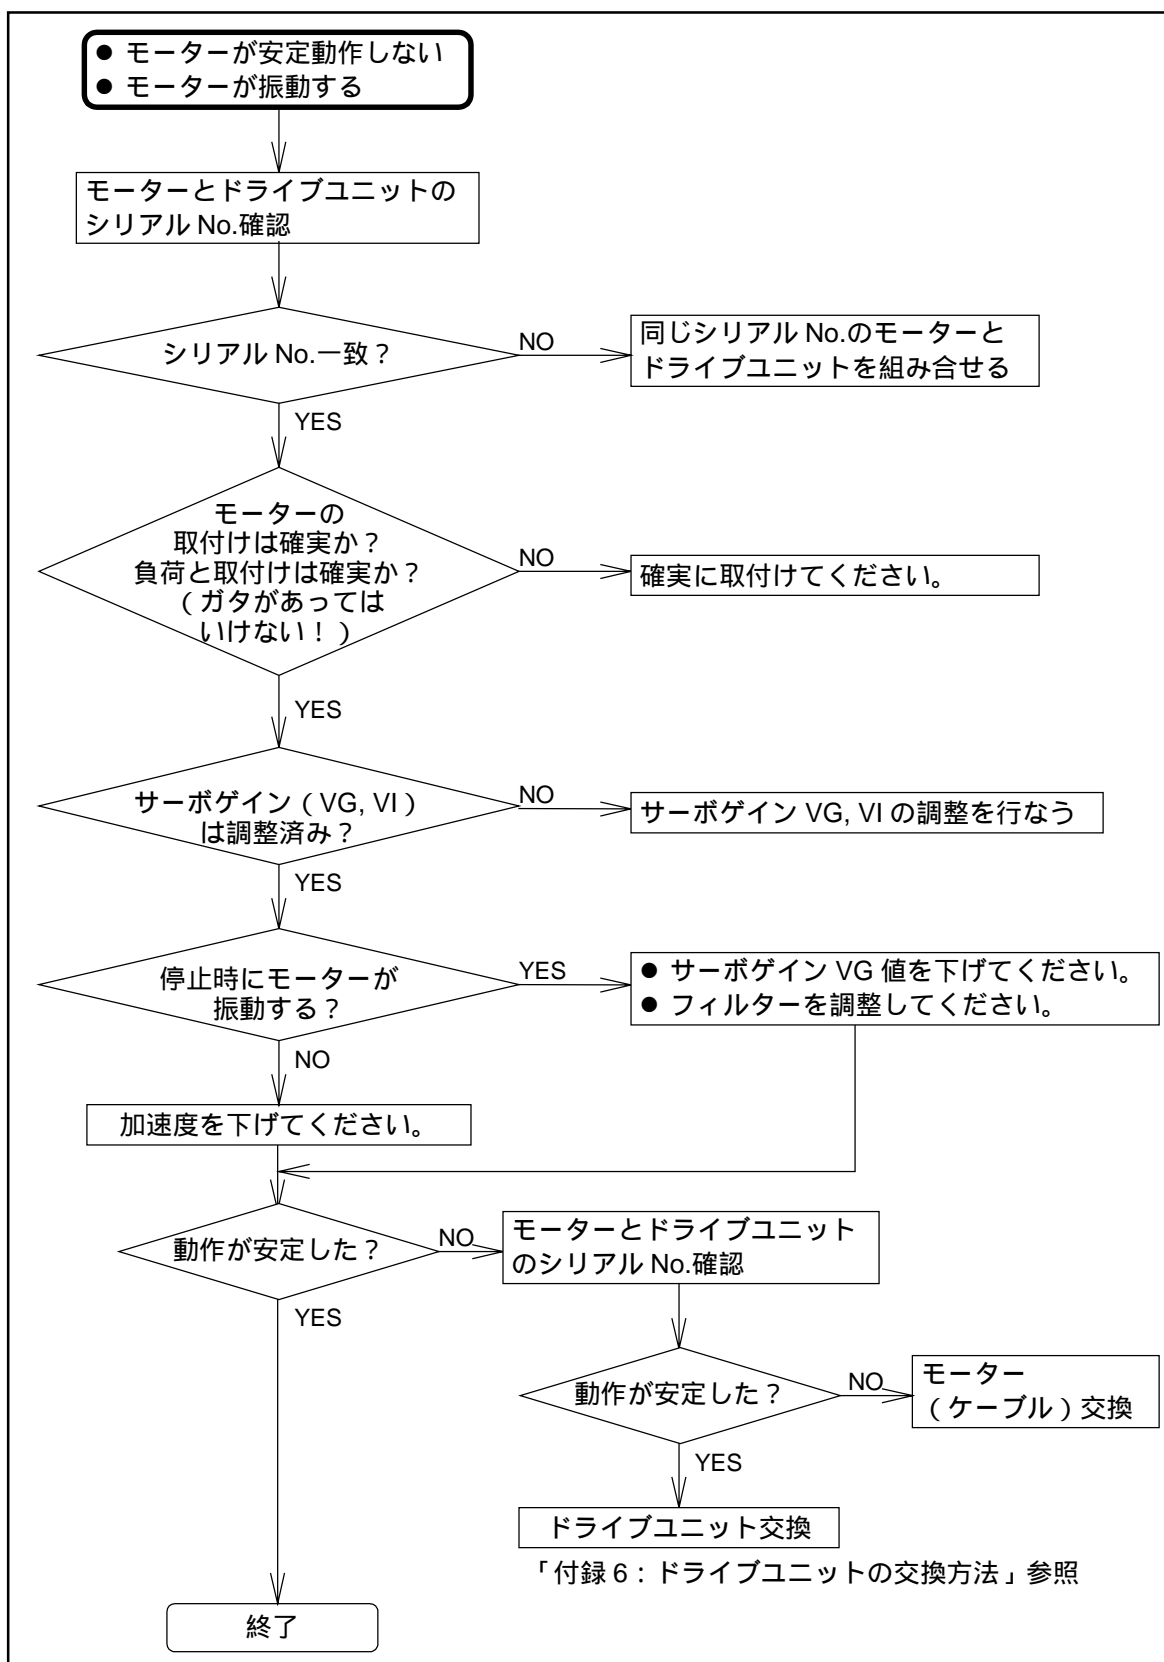 ● モーターが安定動作しない
● モーターが振動する
モーターとドライブユニットの
シリアル No.確認
シリアル No.一致？
NO
同じシリアル No.のモーターと
ドライブユニットを組み合せる
YES
モーターの
取付けは確実か？
負荷と取付けは確実か？
（ガタがあっては
いけない！）
NO
確実に取付けてください。
YES
サーボゲイン（VG, VI）
は調整済み？
NO
サーボゲイン VG, VI の調整を行なう
YES
停止時にモーターが
振動する？
YES
● サーボゲイン VG 値を下げてください。
● フィルターを調整してください。
NO
加速度を下げてください。
動作が安定した？
NO
モーターとドライブユニット
のシリアル No.確認
YES
動作が安定した？
NO
モーター
（ケーブル）交換
YES
ドライブユニット交換
「付録 6：ドライブユニットの交換方法」参照
終了